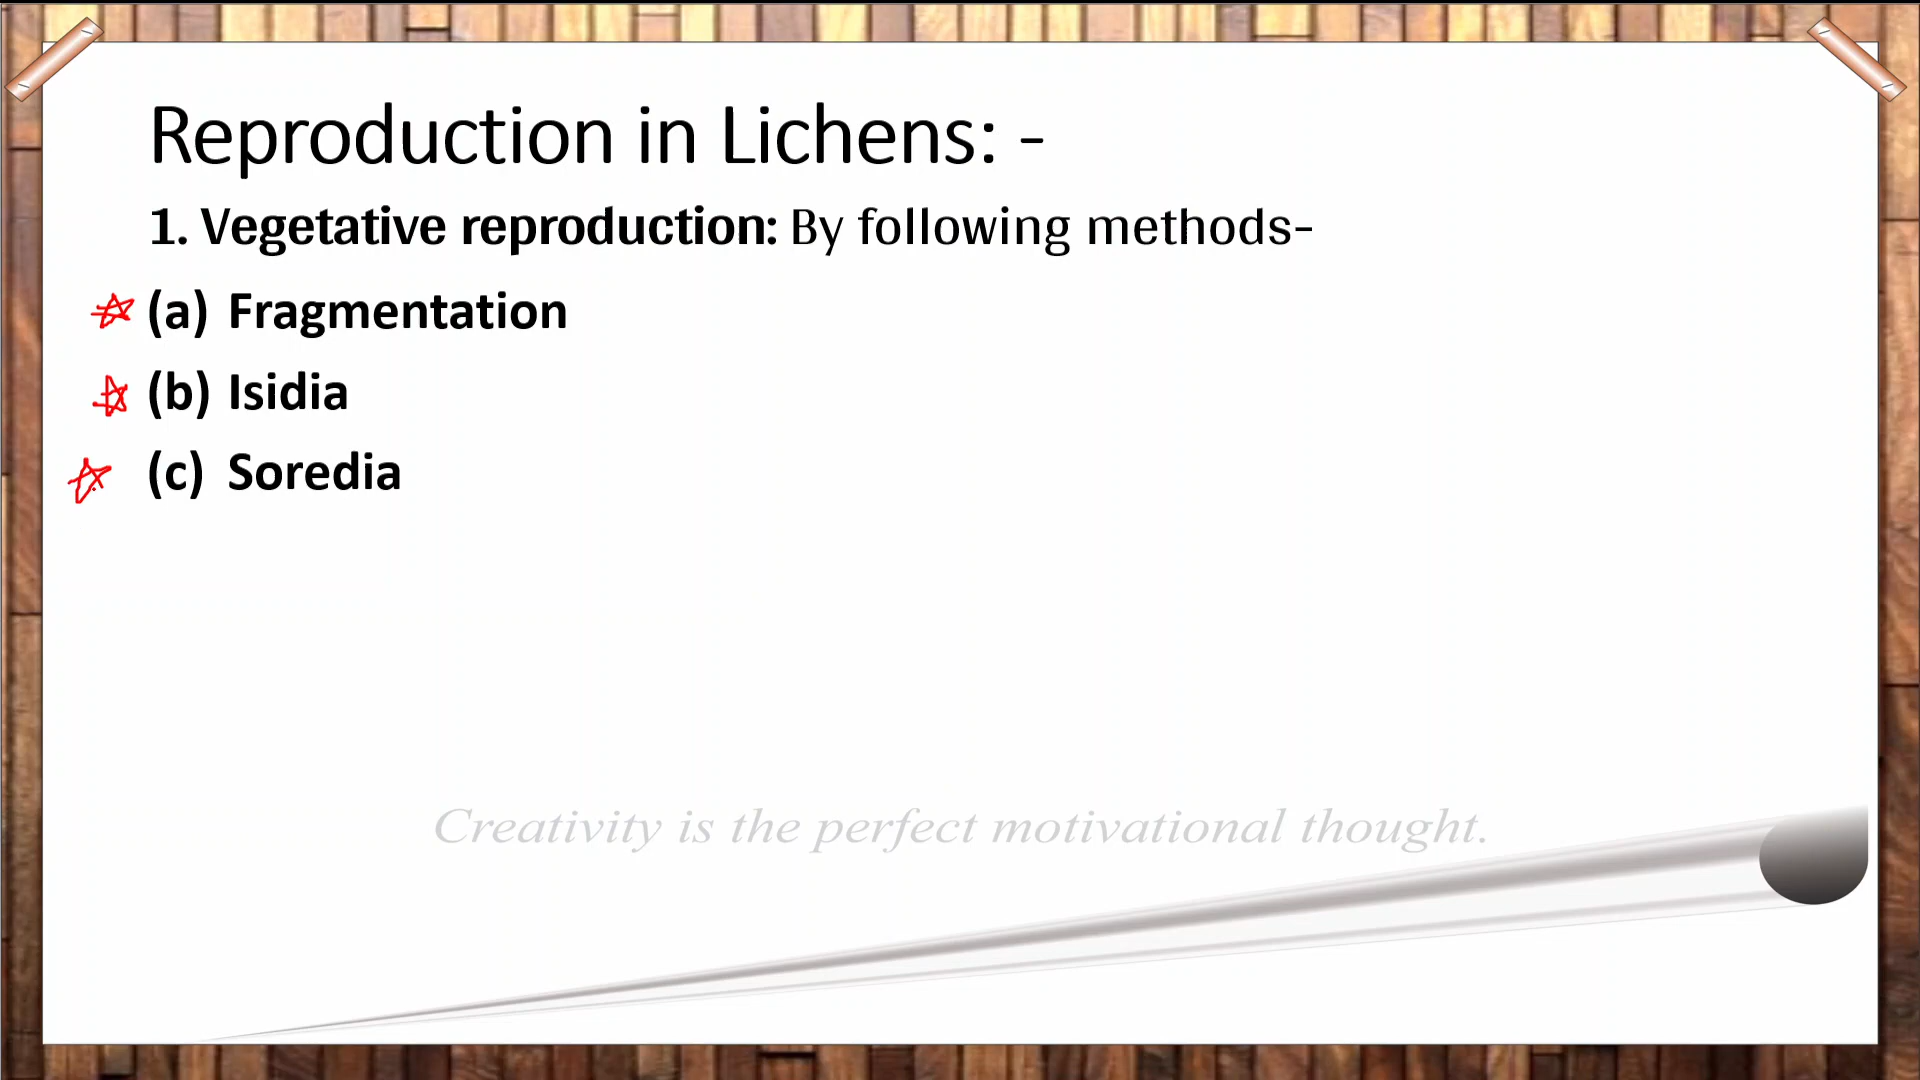 Reproduction in Lichens: -
1. Vegetative reproduction: By following methods-
(a) Fragmentation
(b) Isidia
(c) Soredia
Creativity is the perfect motivational thought.